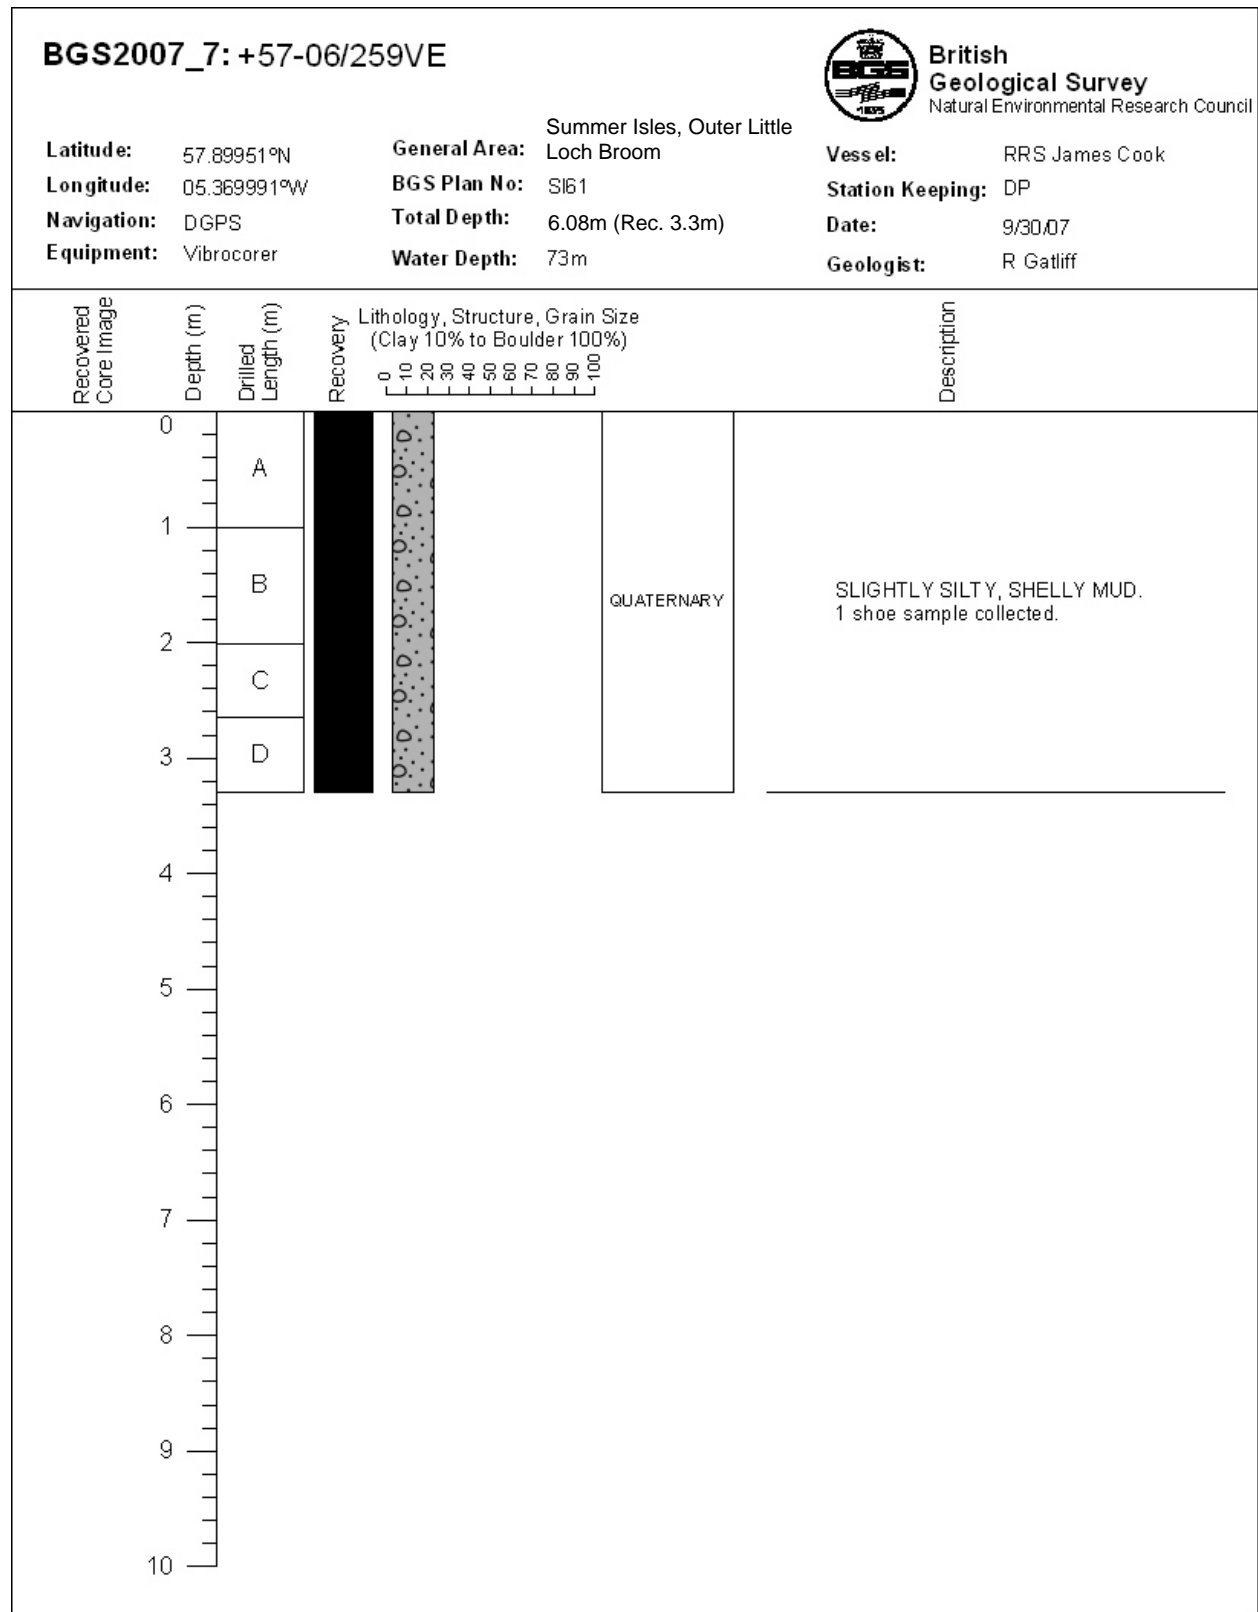 BGS2007_7: +57-06/259VE
British
Geological Survey
Natural Environmental Research Council
BGS
1835
Latitude: 57.89951ºN
Longitude: 05.369991ºW
Navigation: DGPS
Equipment: Vibrocorer
General Area: Summer Isles, Outer Little
Loch Broom
BGS Plan No: SI61
Total Depth: 6.08m (Rec. 3.3m)
Water Depth: 73m
Vessel: RRS James Cook
Station Keeping: DP
Date: 9/30/07
Geologist: R Gatliff
Recovered
Core Image
Depth (m)
Drilled
Length (m)
Recovery
Lithology, Structure, Grain Size
(Clay 10% to Boulder 100%)
0 10 20 30 40 50 60 70 80 90 100
Description
0
A
1
B
QUATERNARY
SLIGHTLY SILTY, SHELLY MUD.
1 shoe sample collected.
2
C
3
D
4
5
6
7
8
9
10